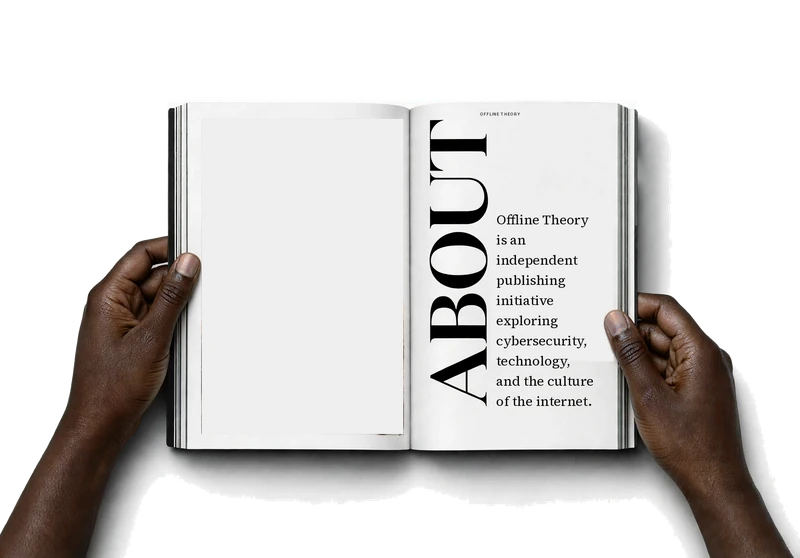 OFFLINE THEORY
ABOUT
Offline Theory
is an
independent
publishing
initiative
exploring
cybersecurity,
technology,
and the culture
of the internet.